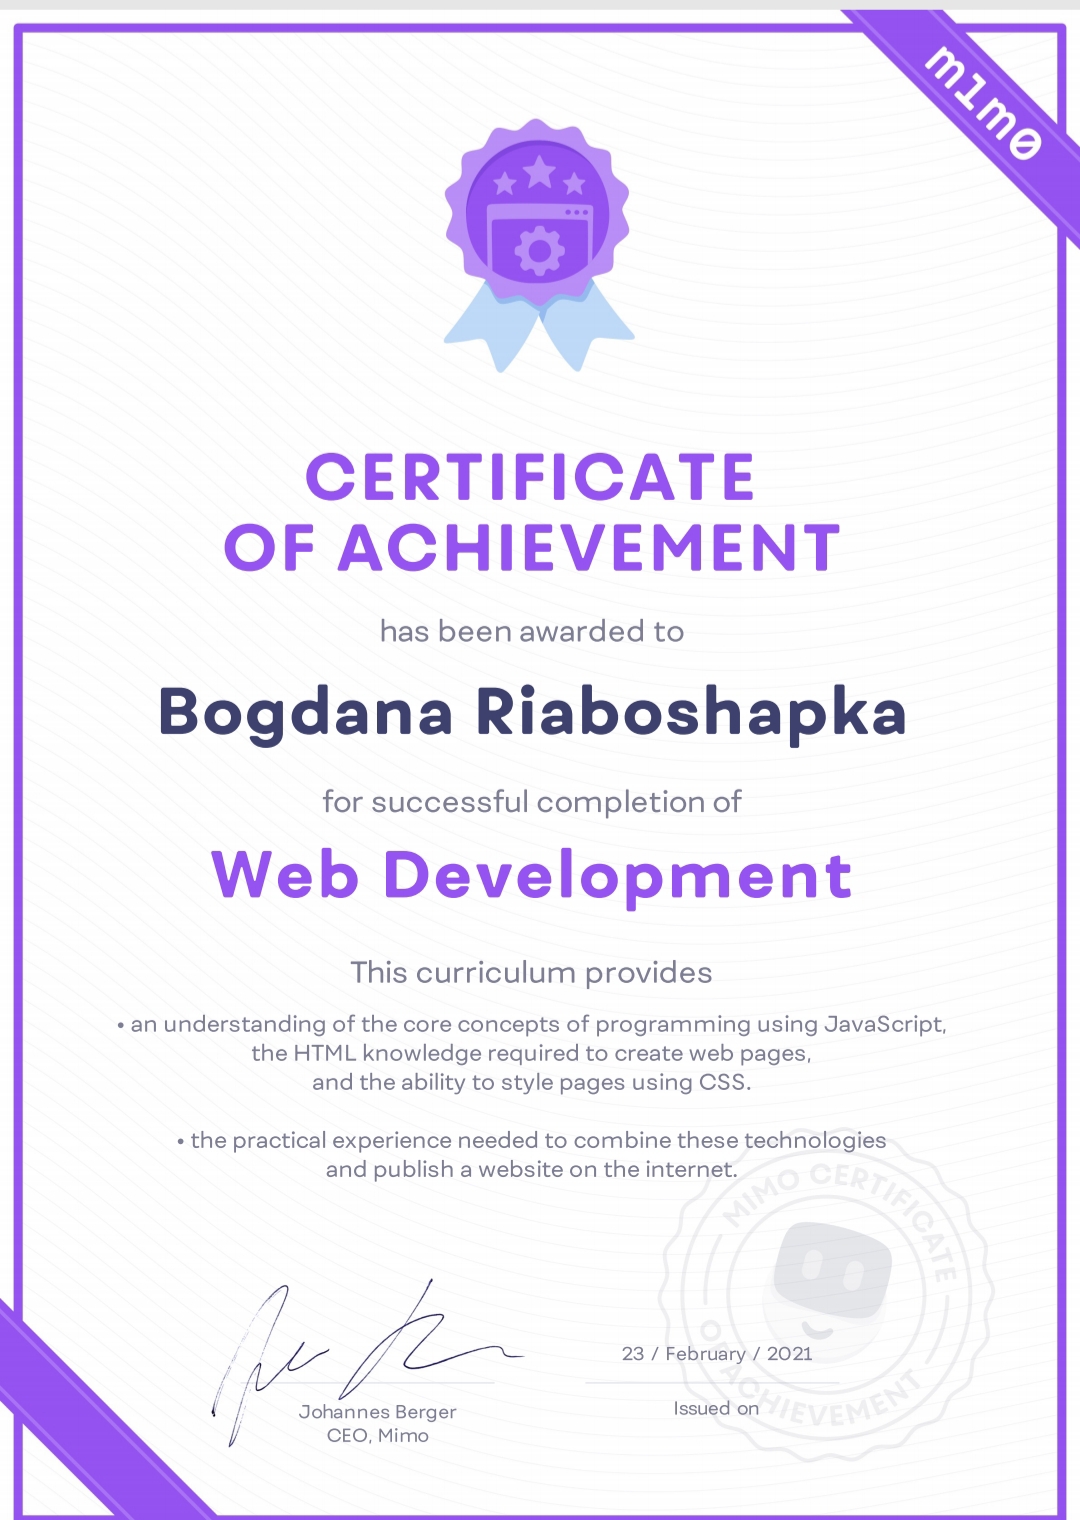 m1m0
CERTIFICATE
OF ACHIEVEMENT
has been awarded to
Bogdana Riaboshapka
for successful completion of
Web Development
This curriculum provides
• an understanding of the core concepts of programming using JavaScript,
the HTML knowledge required to create web pages,
and the ability to style pages using CSS.
• the practical experience needed to combine these technologies
and publish a website on the internet.
MIMO CERTIFICATE
OF ACHIEVEMENT
23 / February / 2021
Issued on
Johannes Berger
CEO, Mimo